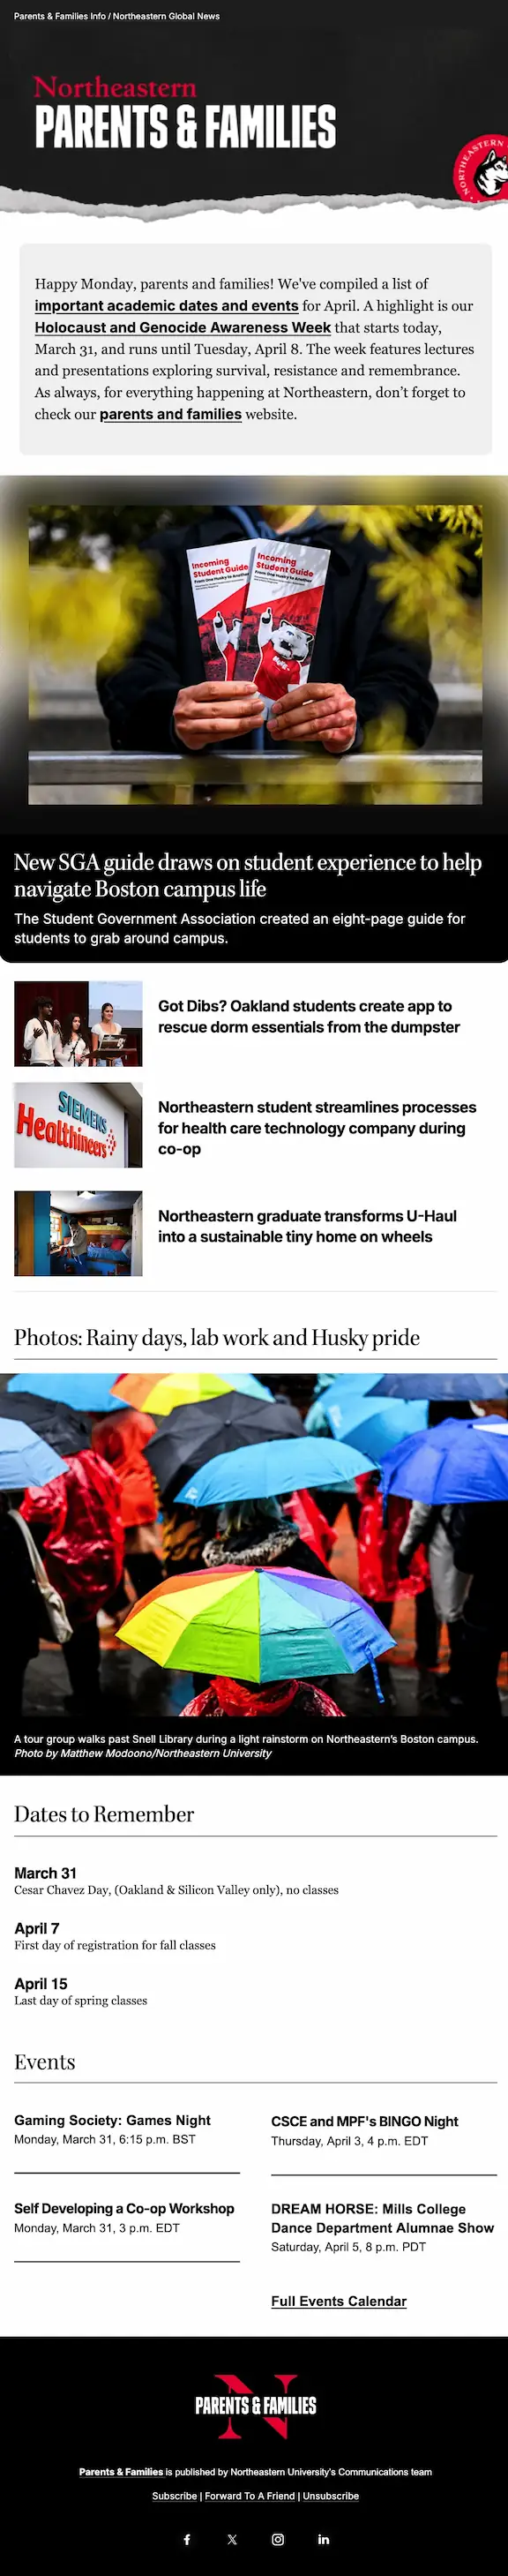 Parents & Families Info / Northeastern Global News
Northeastern
PARENTS & FAMILIES
NORTHEASTERN
Happy Monday, parents and families! We've compiled a list of
important academic dates and events for April. A highlight is our
Holocaust and Genocide Awareness Week that starts today,
March 31, and runs until Tuesday, April 8. The week features lectures
and presentations exploring survival, resistance and remembrance.
As always, for everything happening at Northeastern, don’t forget to
check our parents and families website.
Incoming
Student Guide
From One Husky to Another
Incoming
Student Guide
From One Husky to Another
New SGA guide draws on student experience to help
navigate Boston campus life
The Student Government Association created an eight-page guide for
students to grab around campus.
Got Dibs? Oakland students create app to
rescue dorm essentials from the dumpster
SIEMENS
Healthineers
Northeastern student streamlines processes
for health care technology company during
co-op
Northeastern graduate transforms U-Haul
into a sustainable tiny home on wheels
Photos: Rainy days, lab work and Husky pride
A tour group walks past Snell Library during a light rainstorm on Northeastern’s Boston campus.
Photo by Matthew Modoono/Northeastern University
Dates to Remember
March 31
Cesar Chavez Day, (Oakland & Silicon Valley only), no classes
April 7
First day of registration for fall classes
April 15
Last day of spring classes
Events
Gaming Society: Games Night
Monday, March 31, 6:15 p.m. BST
CSCE and MPF's BINGO Night
Thursday, April 3, 4 p.m. EDT
Self Developing a Co-op Workshop
Monday, March 31, 3 p.m. EDT
DREAM HORSE: Mills College
Dance Department Alumnae Show
Saturday, April 5, 8 p.m. PDT
Full Events Calendar
N
PARENTS & FAMILIES
Parents & Families is published by Northeastern University's Communications team
Subscribe | Forward To A Friend | Unsubscribe